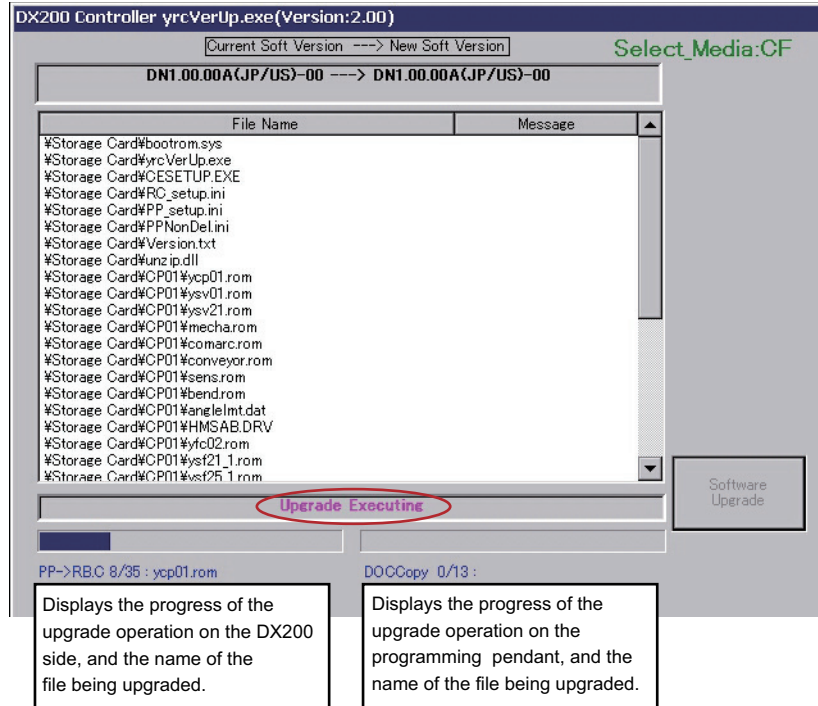 DX200 Controller yrcVerUp.exe(Version:2.00)
Current Soft Version ---> New Soft Version
Select_Media:CF
DN1.00.00A(JP/US)-00 ---> DN1.00.00A(JP/US)-00
File Name Message
¥Storage Card¥bootrom.sys
¥Storage Card¥yrcVerUp.exe
¥Storage Card¥CESETUP.EXE
¥Storage Card¥RC_setup.ini
¥Storage Card¥PP_setup.ini
¥Storage Card¥PPNonDel.ini
¥Storage Card¥Version.txt
¥Storage Card¥unzip.dll
¥Storage Card¥CP01¥ycp01.rom
¥Storage Card¥CP01¥ysv01.rom
¥Storage Card¥CP01¥ysv21.rom
¥Storage Card¥CP01¥mecha.rom
¥Storage Card¥CP01¥comarc.rom
¥Storage Card¥CP01¥conveyor.rom
¥Storage Card¥CP01¥sens.rom
¥Storage Card¥CP01¥bend.rom
¥Storage Card¥CP01¥anglelmt.dat
¥Storage Card¥CP01¥HMSAB.DRV
¥Storage Card¥CP01¥yfc02.rom
¥Storage Card¥CP01¥ysf21_1.rom
¥Storage Card¥CP01¥ysf25_1.rom
Software
Upgrade
Upgrade Executing
PP->RB.C 8/35 : ycp01.rom
DOCCopy 0/13 :
Displays the progress of the
upgrade operation on the DX200
side, and the name of the
file being upgraded.
Displays the progress of the
upgrade operation on the
programming pendant, and the
name of the file being upgraded.